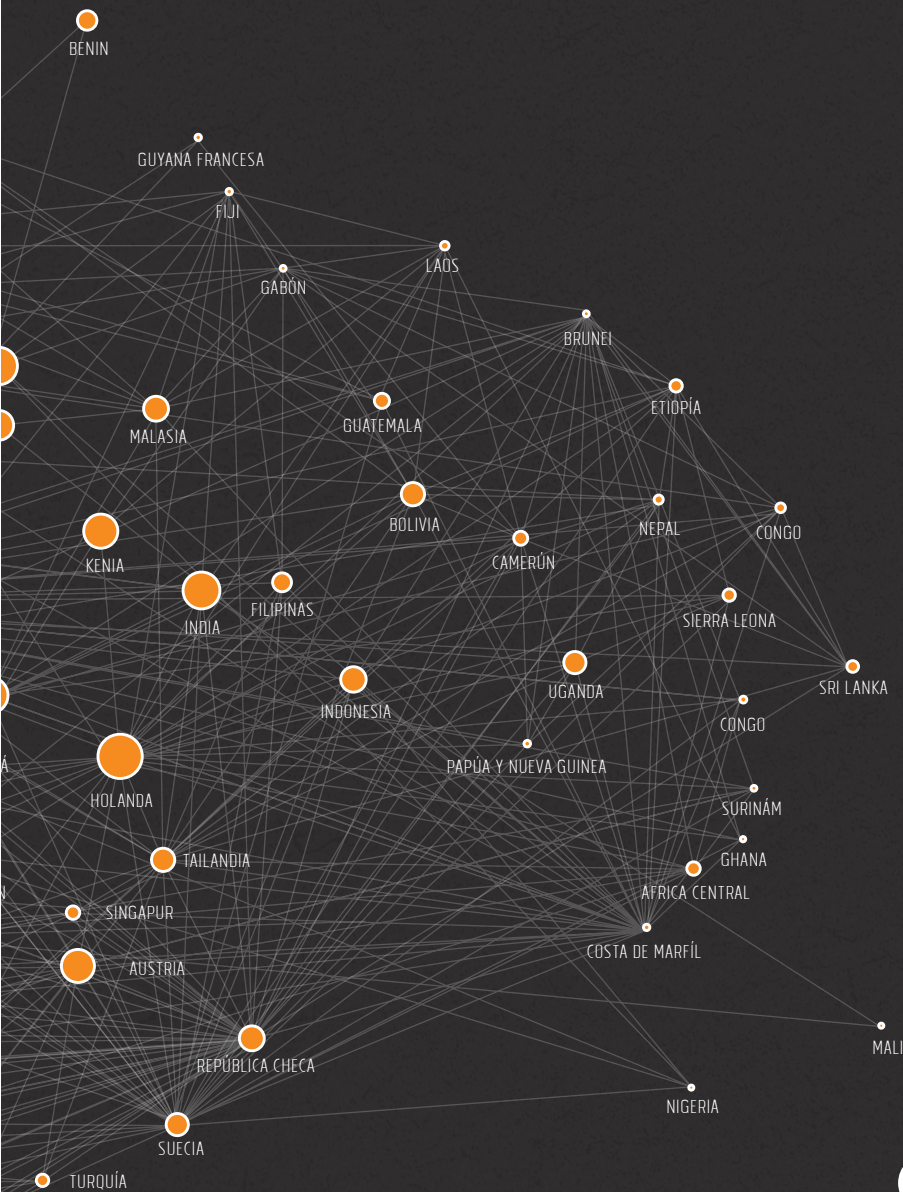 BENIN
GUYANA FRANCESA
FIJI
LAOS
GABÓN
BRUNEI
ETIOPÍA
GUATEMALA
MALASIA
BOLIVIA
NEPAL
CONGO
CAMERÚN
KENIA
FILIPINAS
SIERRA LEONA
INDIA
SRI LANKA
UGANDA
INDONESIA
CONGO
Á
PAPÚA Y NUEVA GUINEA
HOLANDA
SURINÁM
TAILANDIA
GHANA
N
AFRICA CENTRAL
SINGAPUR
COSTA DE MARFÍL
AUSTRIA
MALI
REPÚBLICA CHECA
NIGERIA
SUECIA
TURQUÍA